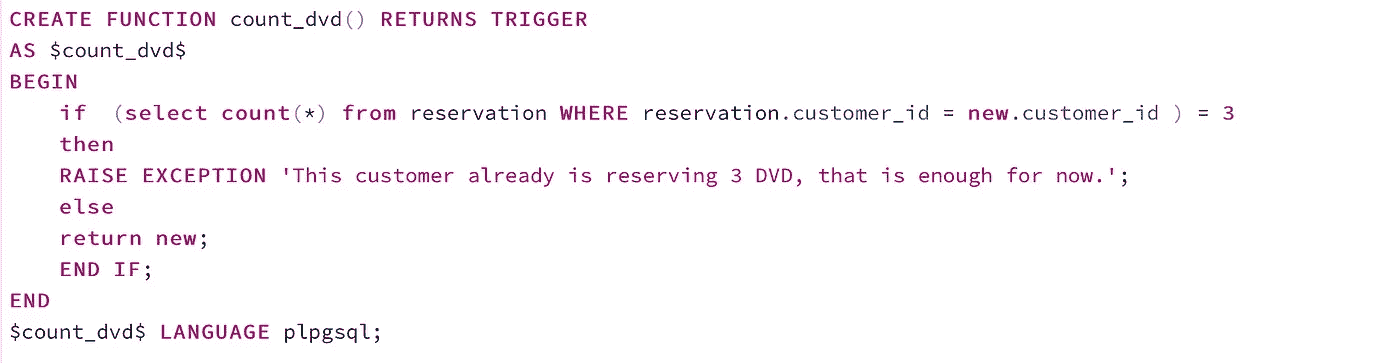 CREATE FUNCTION count_dvd() RETURNS TRIGGER
AS $count_dvd$
BEGIN
if (select count(*) from reservation WHERE reservation.customer_id = new.customer_id ) = 3
then
RAISE EXCEPTION 'This customer already is reserving 3 DVD, that is enough for now.';
else
return new;
END IF;
END
$count_dvd$ LANGUAGE plpgsql;